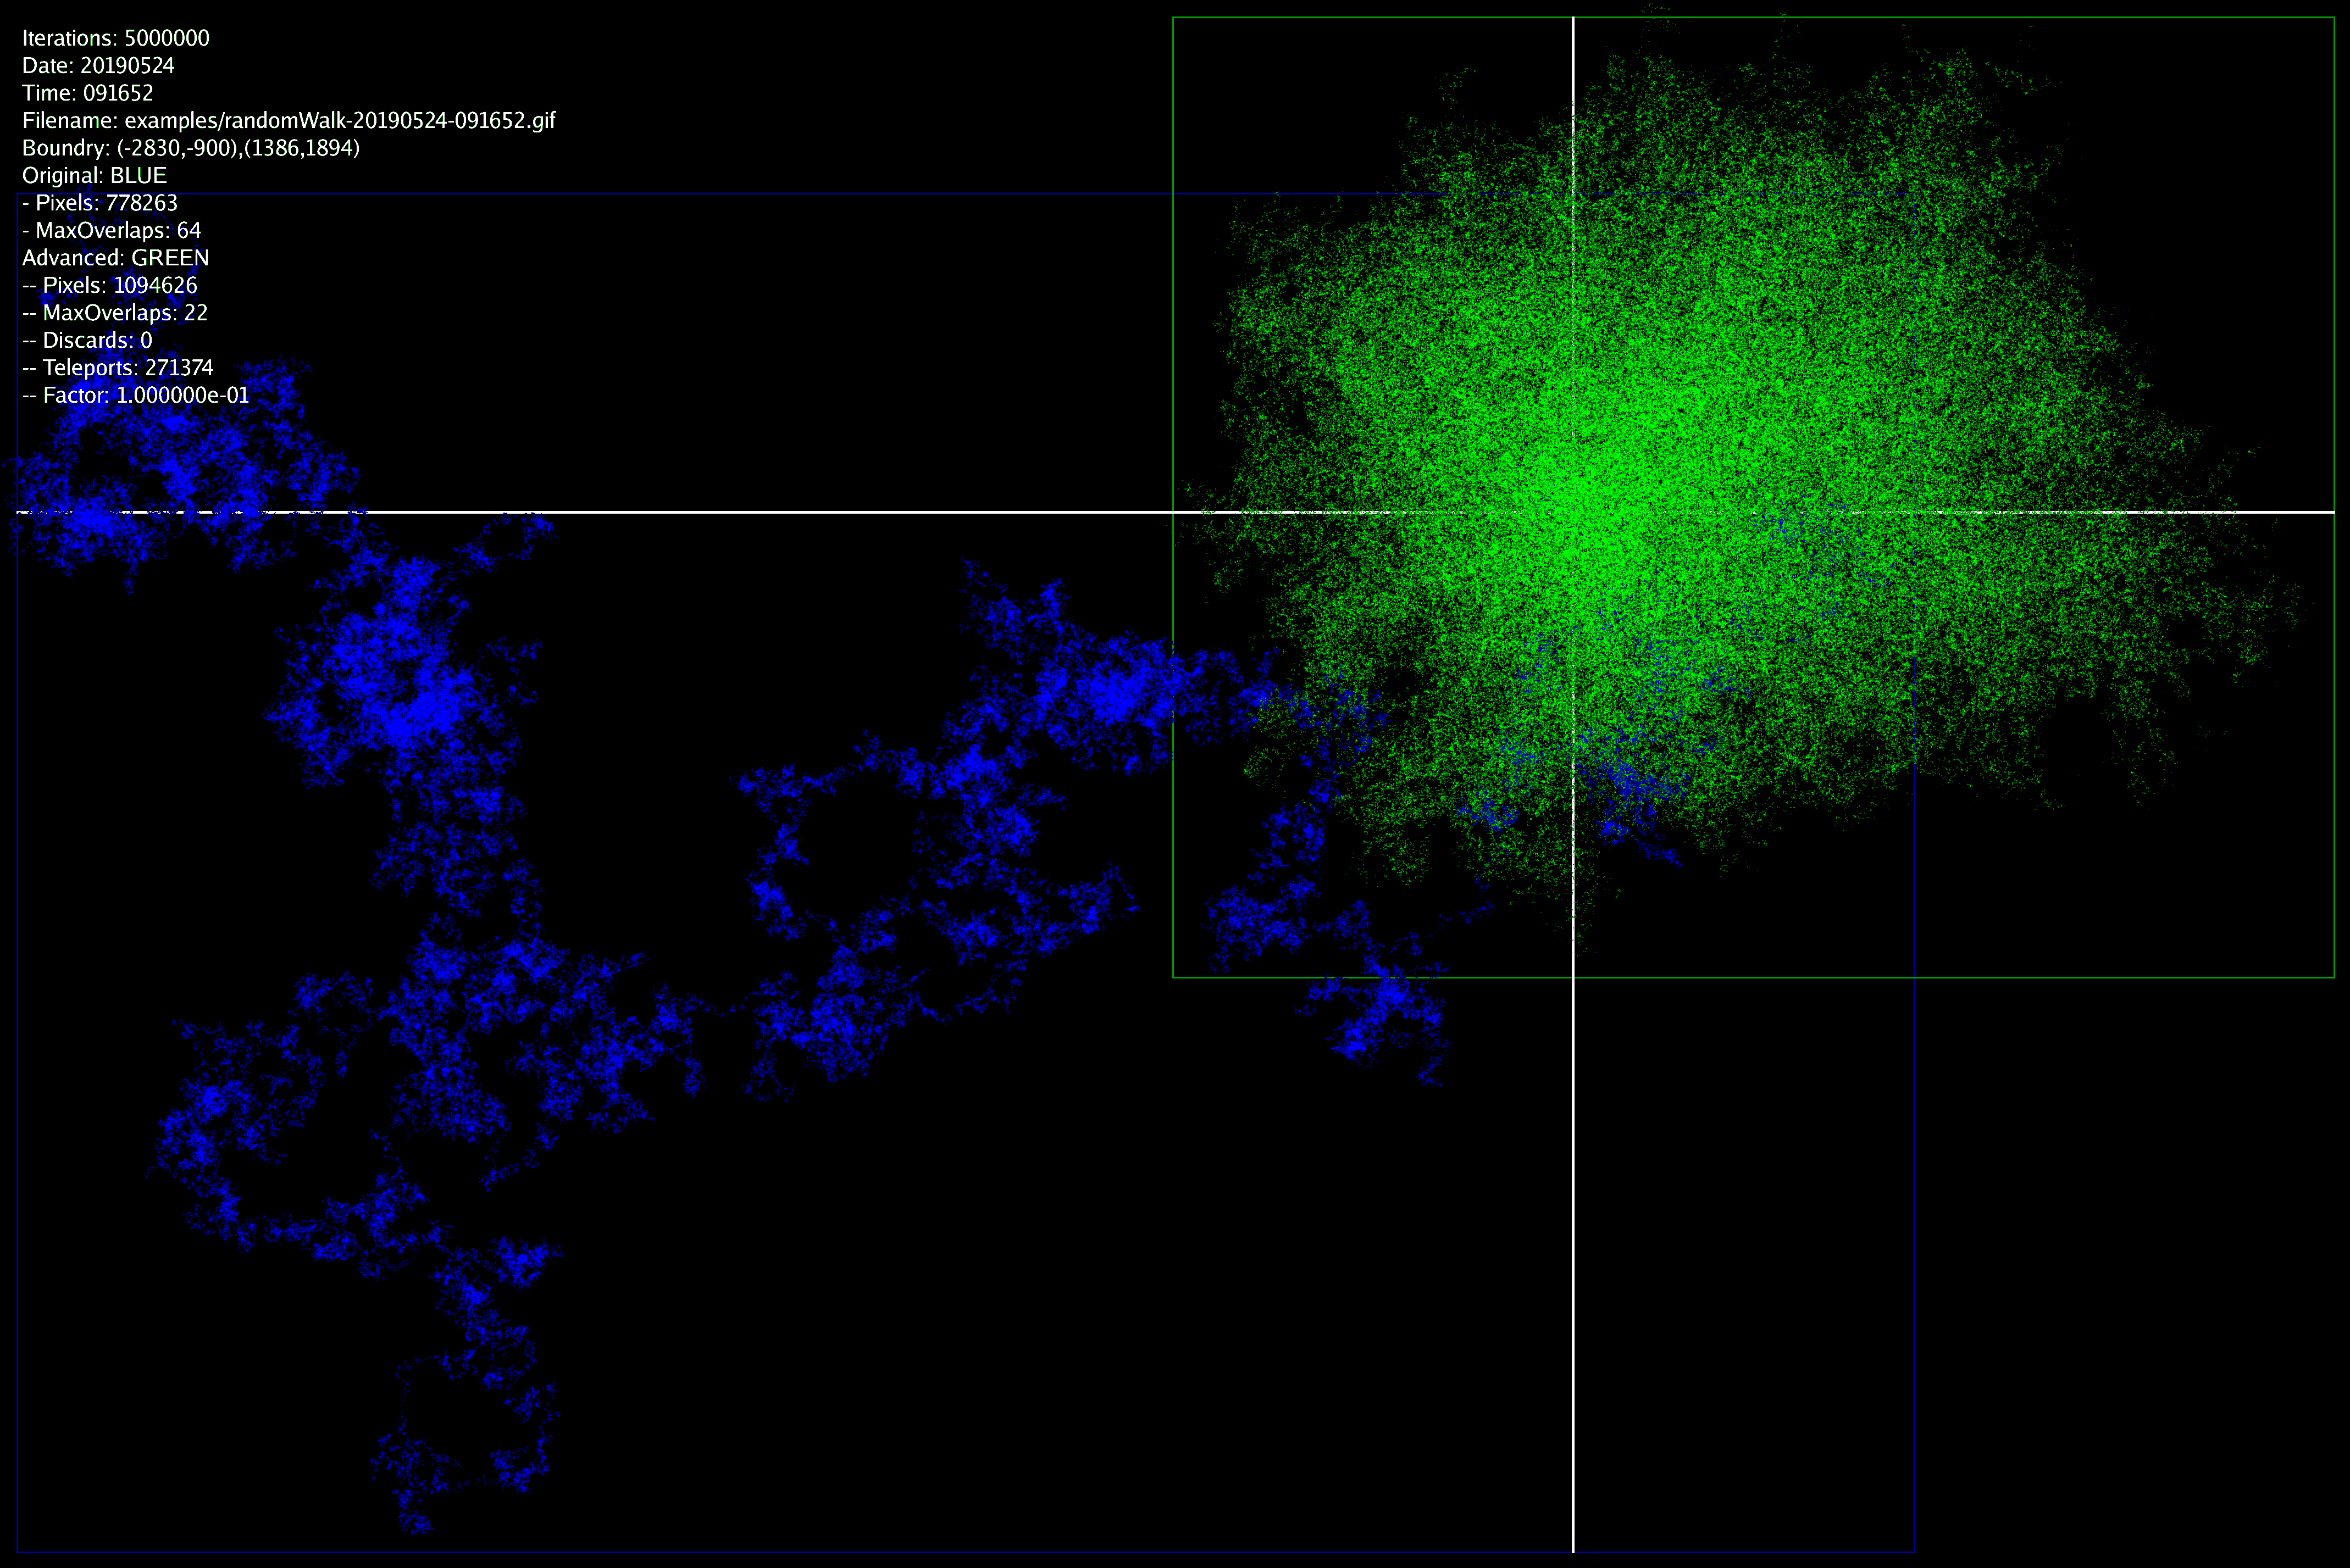 Iterations: 5000000
Date: 20190524
Time: 091652
Filename: examples/randomWalk-20190524-091652.gif
Boundry: (-2830,-900),(1386,1894)
Original: BLUE
- Pixels: 778263
- MaxOverlaps: 64
Advanced: GREEN
-- Pixels: 1094626
-- MaxOverlaps: 22
-- Discards: 0
-- Teleports: 271374
-- Factor: 1.000000e-01